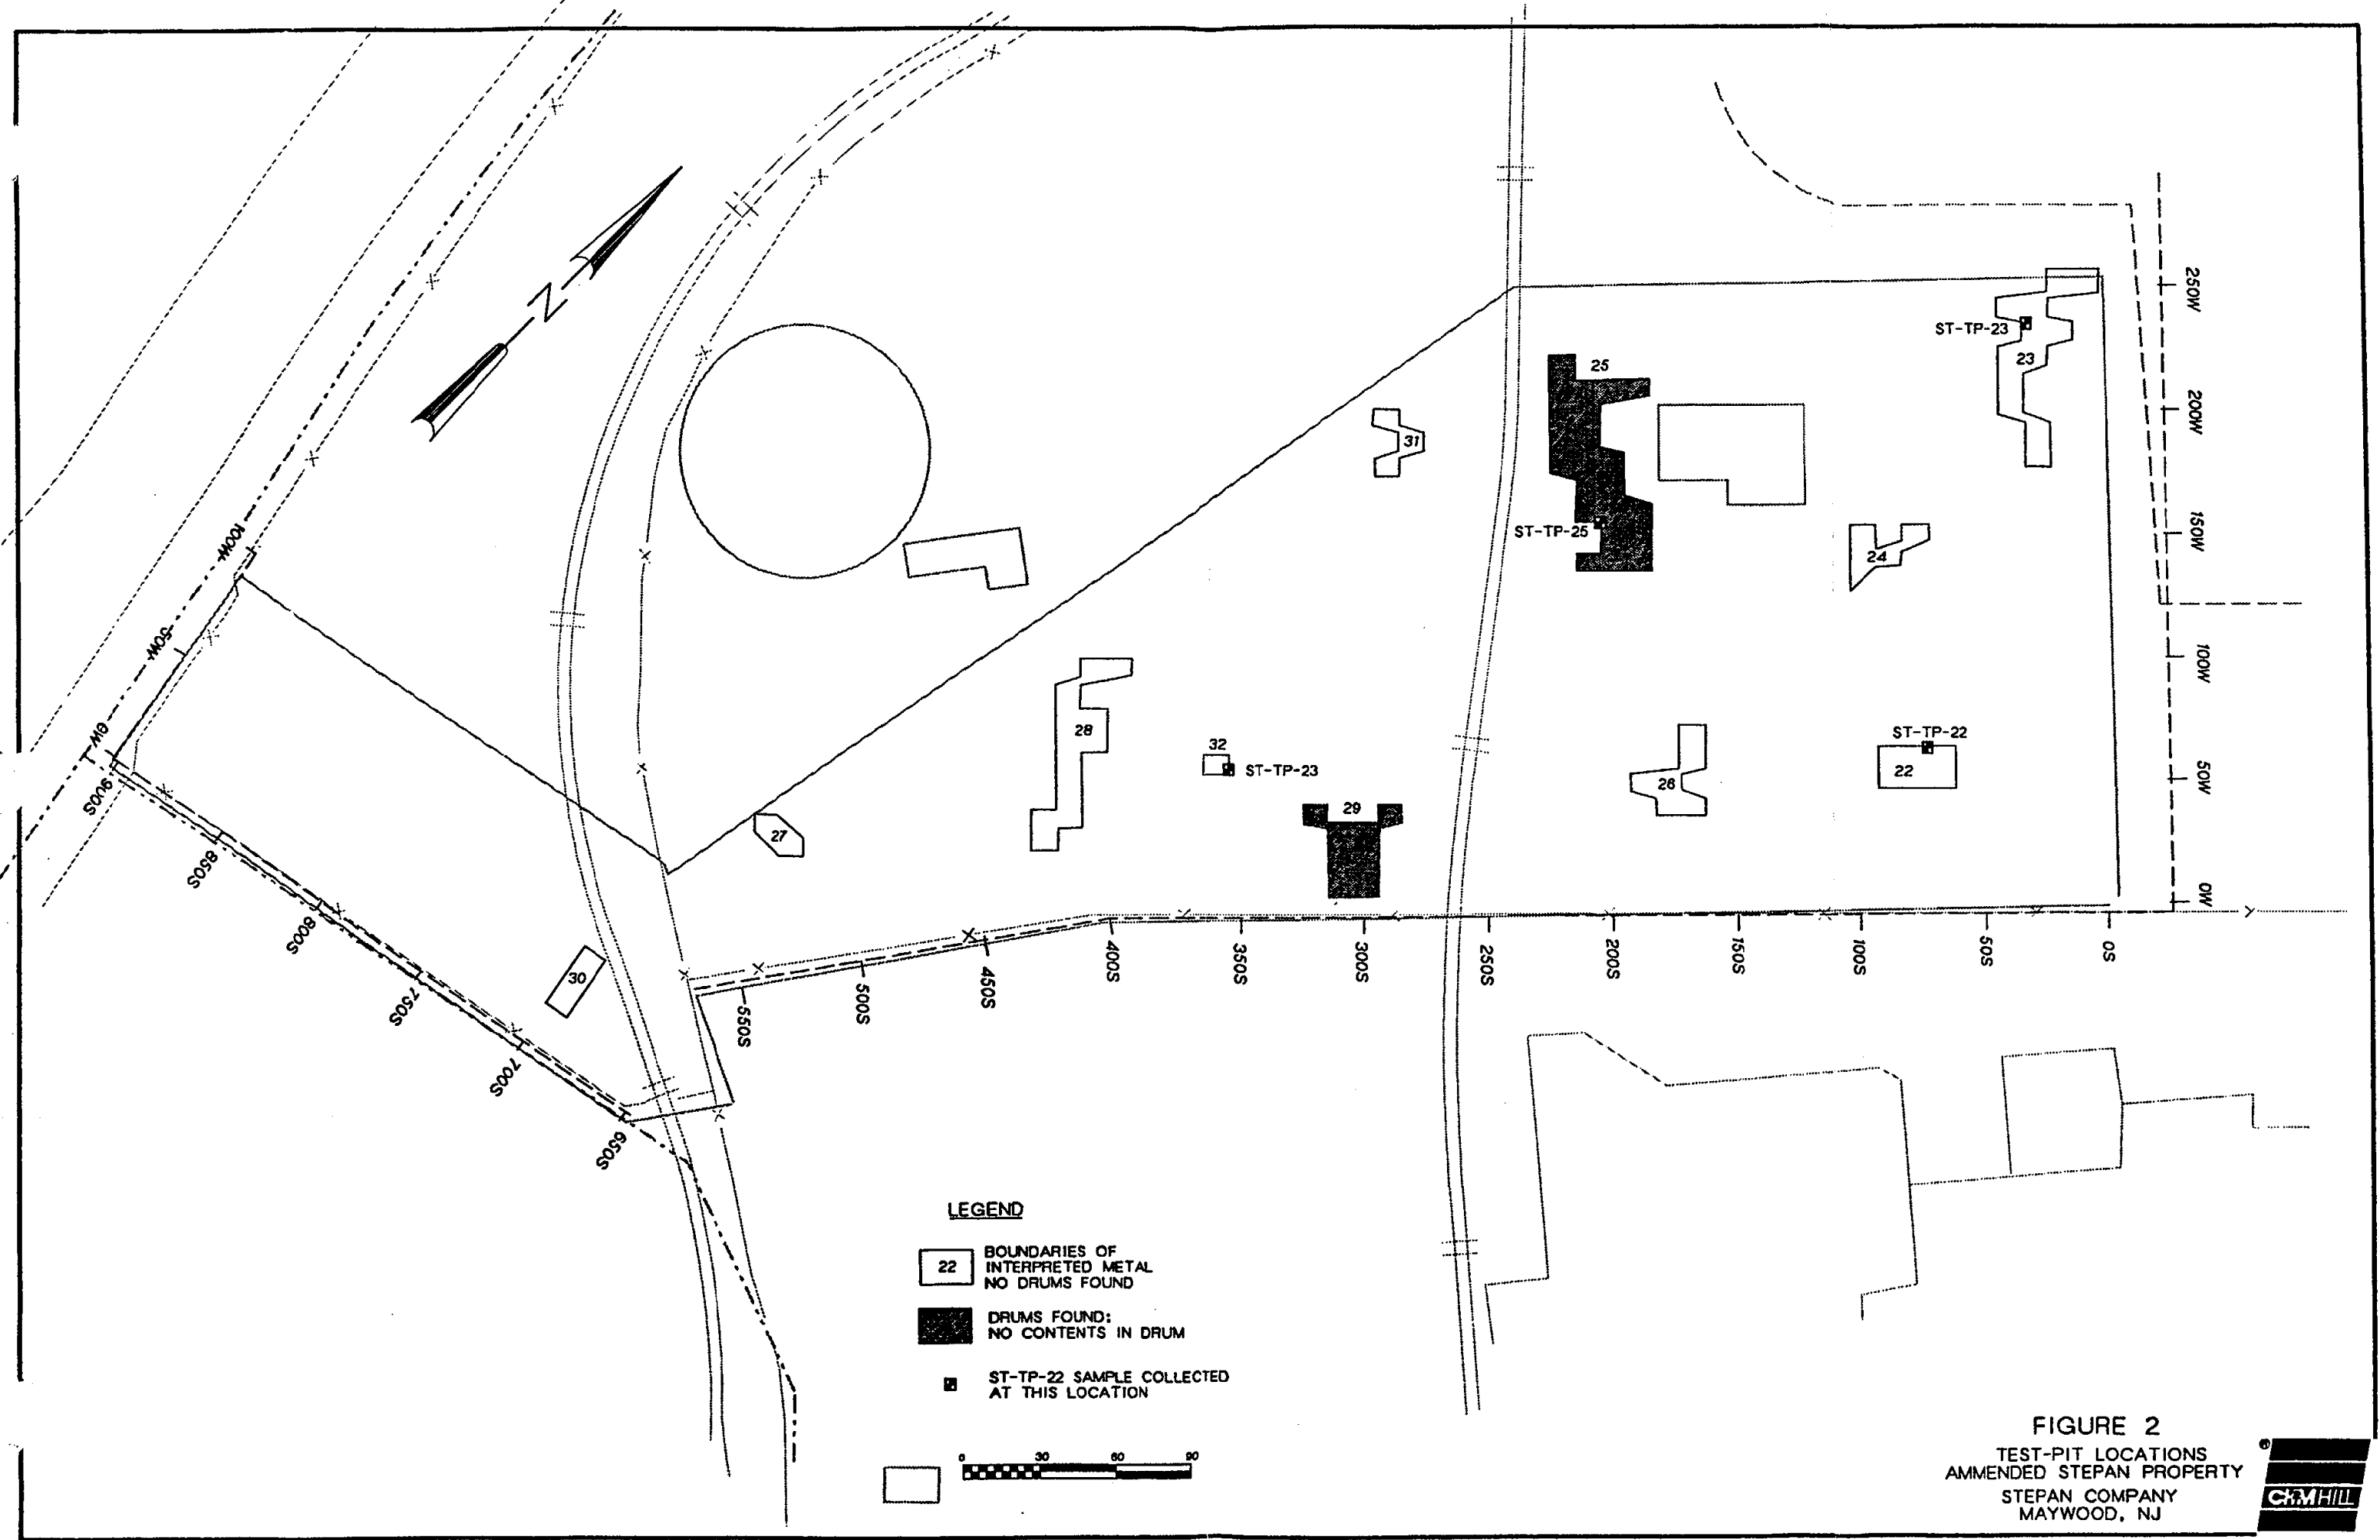 N
250W
ST-TP-23
23
25
200W
31
ST-TP-25
150W
24
100W
50W
0W
100W
28
32
ST-TP-23
ST-TP-22
22
26
50W
29
27
0W
900S
850S
800S
750S
700S
650S
30
550S
500S
450S
400S
350S
300S
250S
200S
150S
100S
50S
0S
LEGEND
22
BOUNDARIES OF
INTERPRETED METAL
NO DRUMS FOUND
DRUMS FOUND:
NO CONTENTS IN DRUM
ST-TP-22 SAMPLE COLLECTED
AT THIS LOCATION
0 30 60 90
FIGURE 2
TEST-PIT LOCATIONS
AMMENDED STEPAN PROPERTY
STEPAN COMPANY
MAYWOOD, NJ
®
CH2MHILL